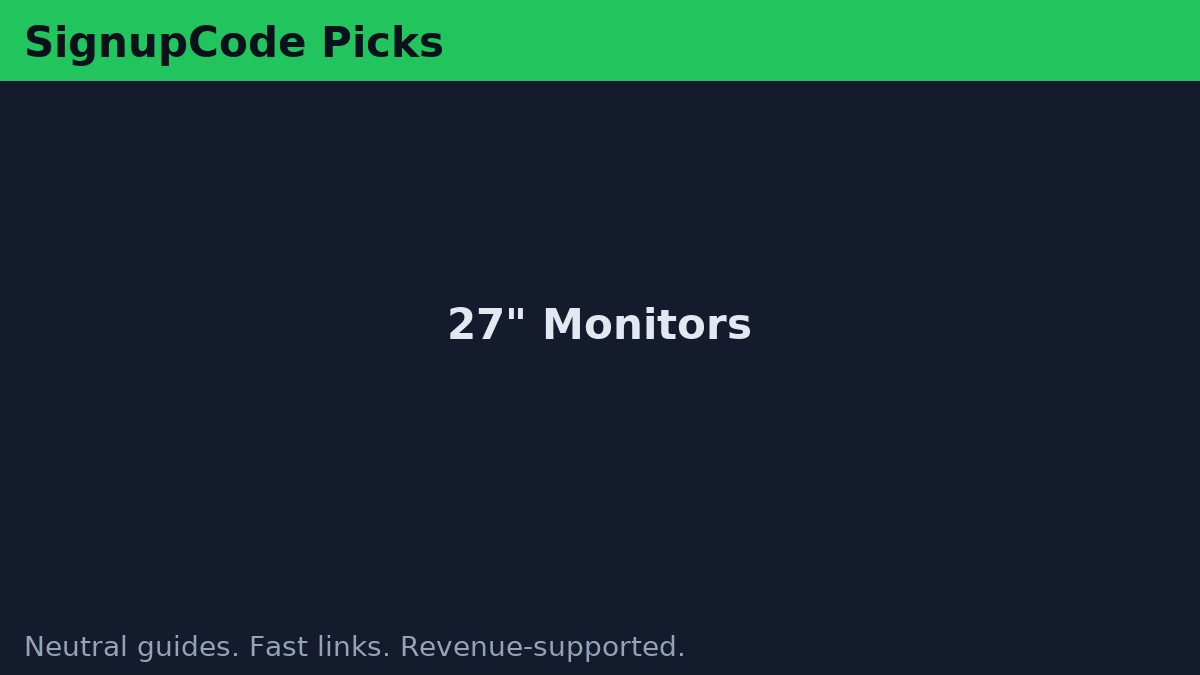 SignupCode Picks
27" Monitors
Neutral guides. Fast links. Revenue-supported.